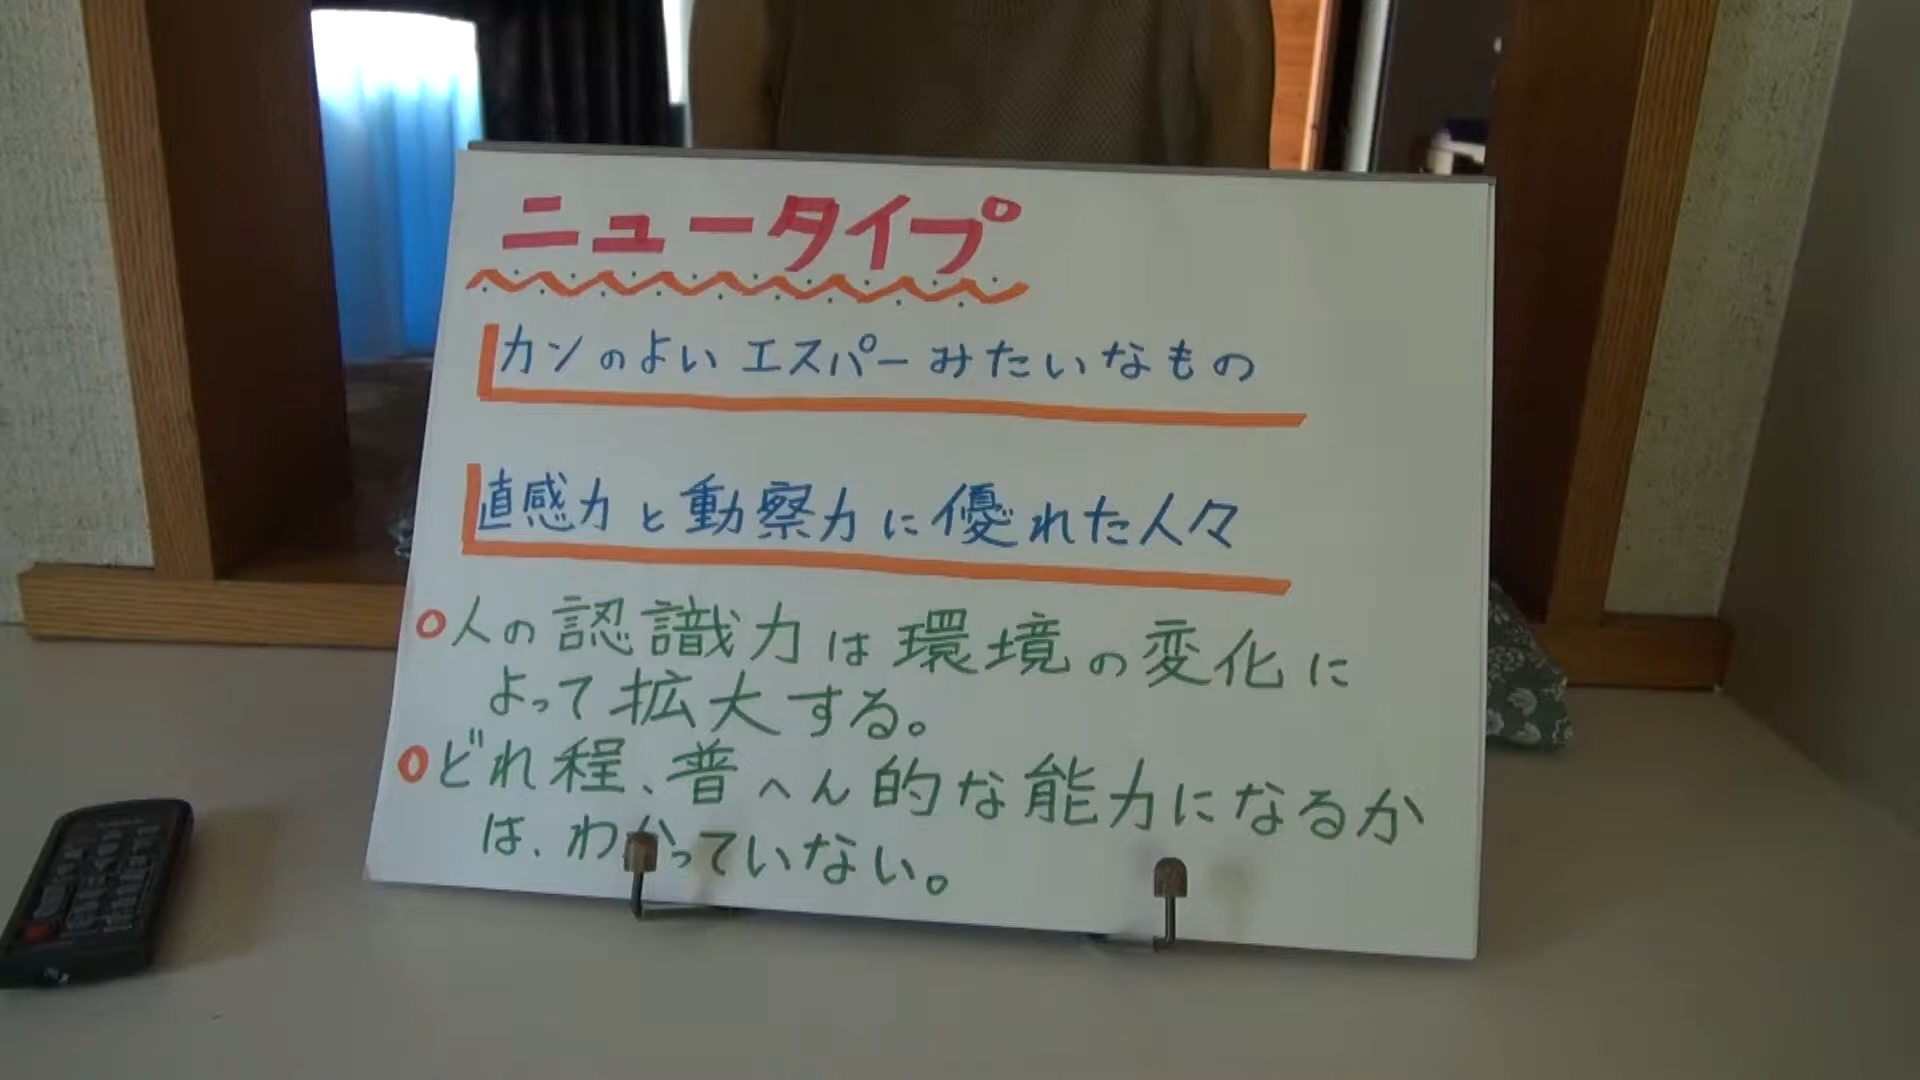 ニュータイプ
カンのよいエスパーみたいなもの
直感力と動察力に優れた人々
人の認識力は環境の変化に
よって拡大する。
どれ程、普へん的な能力になるか
は、わかっていない。